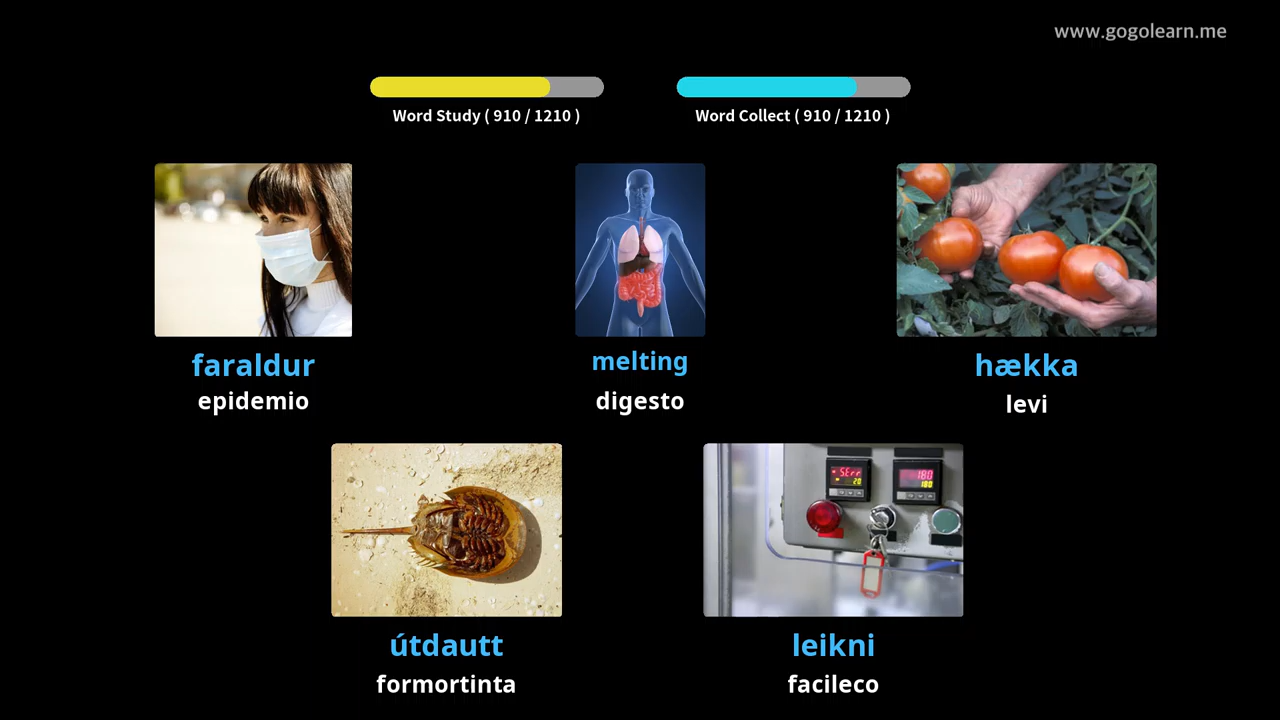 www.gogolearn.me
Word Study ( 910 / 1210 )
Word Collect ( 910 / 1210 )
faraldur
epidemio
melting
digesto
hækka
levi
útdautt
formortinta
leikni
facileco